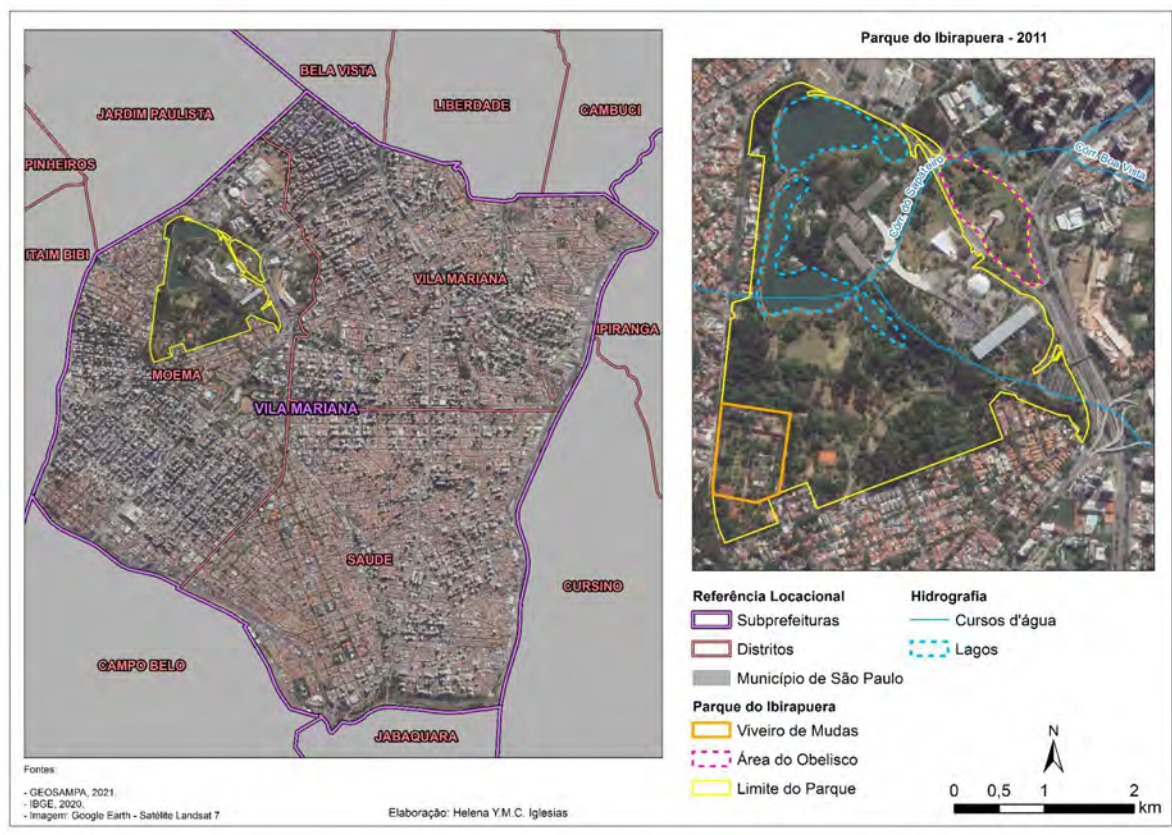 BELA VISTA
JARDIM PAULISTA
LIBERDADE
CAMBUCI
PINHEIROS
ITAIM BIBI
VILA MARIANA
IPIRANGA
MOEMA
VILA MARIANA
SAÚDE
CURSINO
CAMPO BELO
JABAQUARA
Parque do Ibirapuera - 2011
Córr. do Sapateiro
Córr. Boa Vista
Referência Locacional
Subprefeituras
Distritos
Município de São Paulo
Hidrografia
Cursos d'água
Lagos
Parque do Ibirapuera
Viveiro de Mudas
Área do Obelisco
Limite do Parque
N
0 0,5 1 2
km
Fontes:
- GEOSAMPA, 2021.
- IBGE, 2020.
- Imagem: Google Earth - Satélite Landsat 7
Elaboração: Helena Y.M.C. Iglesias